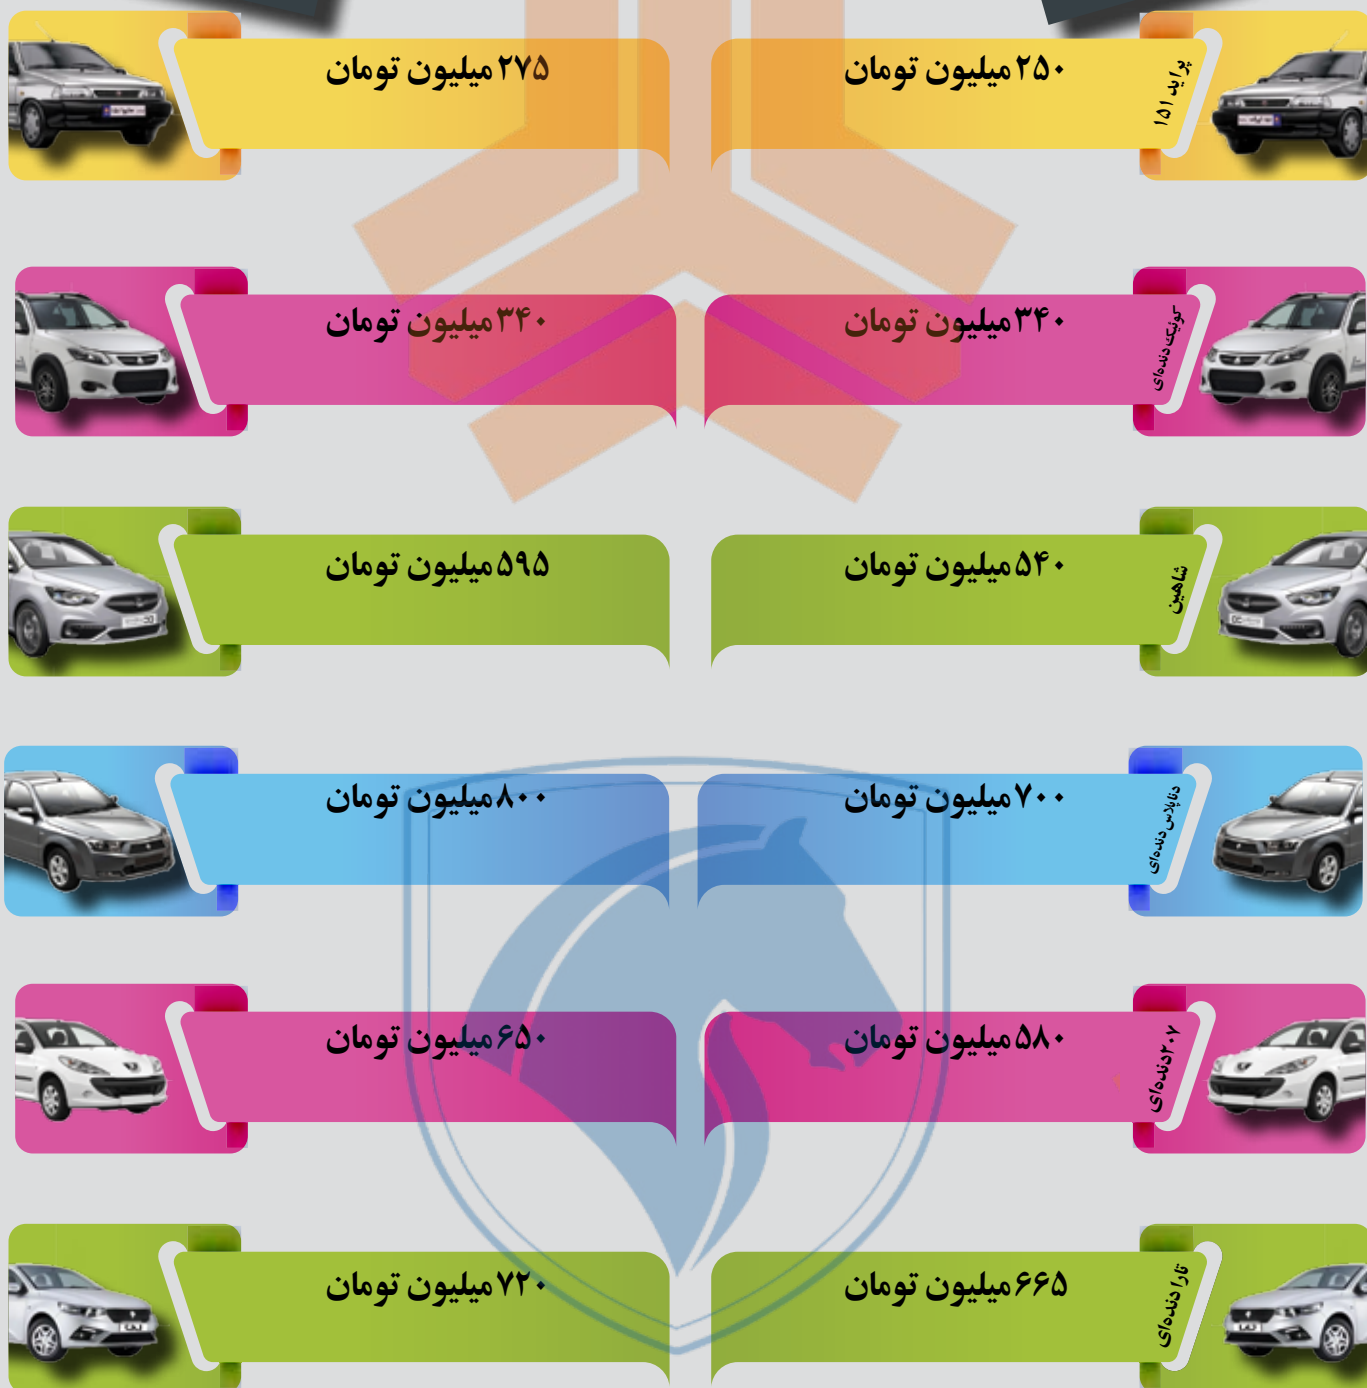 پراید ۱۵۱
۲۵۰ میلیون تومان
۲۷۵ میلیون تومان
کوئیک دنده‌ای
۳۴۰ میلیون تومان
۳۴۰ میلیون تومان
شاهین
۵۴۰ میلیون تومان
۵۹۵ میلیون تومان
دناپلاس دنده‌ای
۷۰۰ میلیون تومان
۸۰۰ میلیون تومان
۲۰۷ دنده‌ای
۵۸۰ میلیون تومان
۶۵۰ میلیون تومان
تارا دنده‌ای
۶۶۵ میلیون تومان
۷۲۰ میلیون تومان